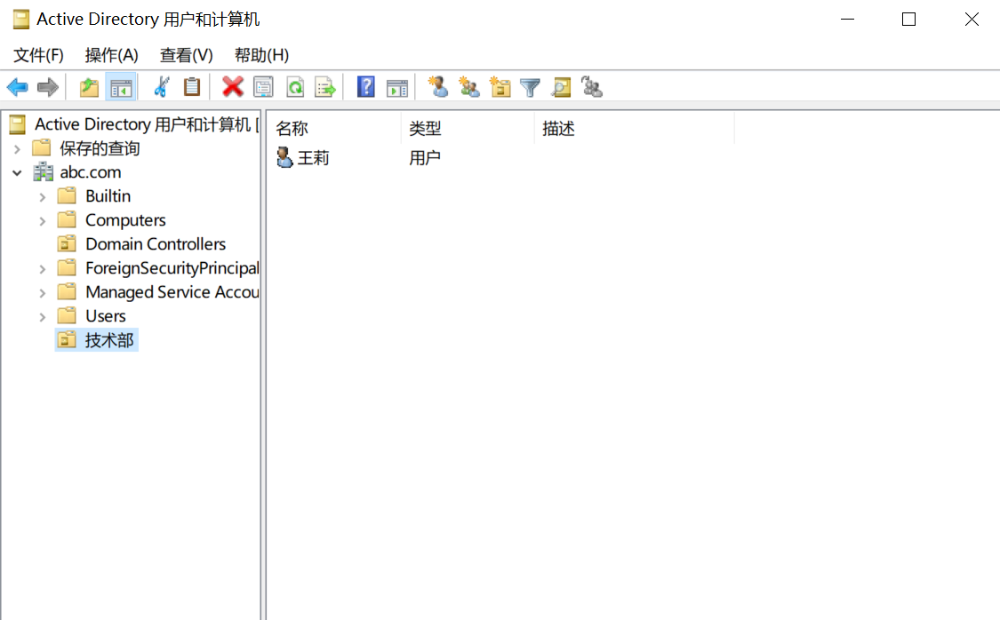 Active Directory 用户和计算机
文件(F) 操作(A) 查看(V) 帮助(H)
Active Directory 用户和计算机 [
保存的查询
abc.com
Builtin
Computers
Domain Controllers
ForeignSecurityPrincipal
Managed Service Accou
Users
技术部
名称 类型 描述
王莉 用户